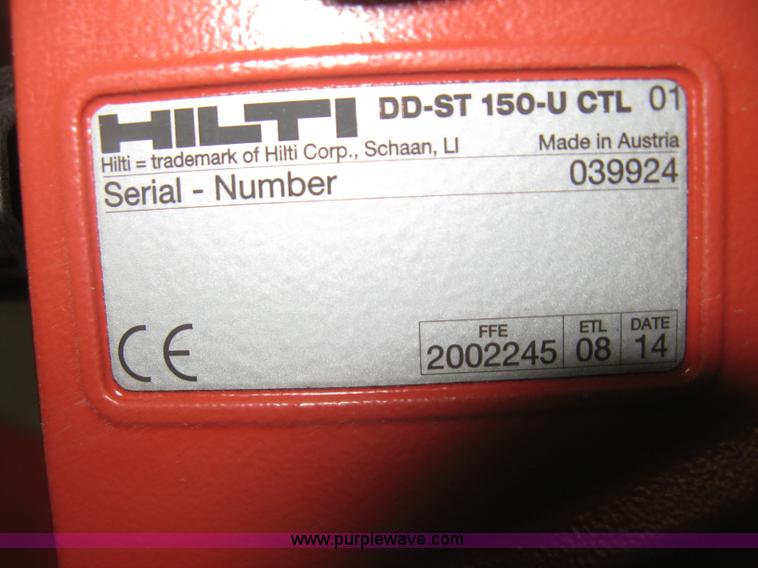 HILTI DD-ST 150-U CTL 01
Hilti = trademark of Hilti Corp., Schaan, LI Made in Austria
Serial - Number 039924
CE
FFE ETL DATE
2002245 08 14
www.purplewave.com